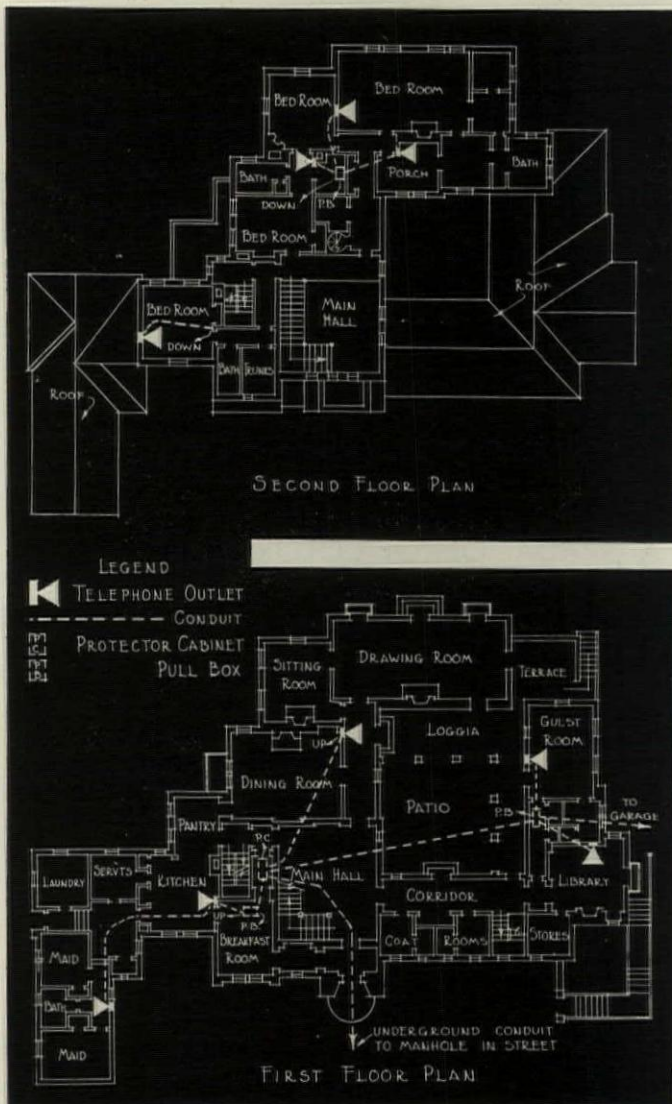 BED ROOM
BED ROOM
BATH
PORCH
BATH
DOWN
P.B.
BED ROOM
BED ROOM
MAIN
HALL
ROOF
DOWN
BATH
TRUNKS
ROOF
SECOND FLOOR PLAN
LEGEND
TELEPHONE OUTLET
CONDUIT
P
C
PROTECTOR CABINET
P
B
PULL BOX
SITTING
ROOM
DRAWING ROOM
TERRACE
UP
LOGGIA
GUEST
ROOM
DINING ROOM
PATIO
P.B.
TO
GARAGE
PANTRY
P.C.
LAUNDRY
SERVTS
KITCHEN
MAIN HALL
LIBRARY
UP
P.B.
CORRIDOR
BREAKFAST
ROOM
COAT
ROOMS
STORES
MAID
BATH
MAID
UNDERGROUND CONDUIT
TO MANHOLE IN STREET
FIRST FLOOR PLAN